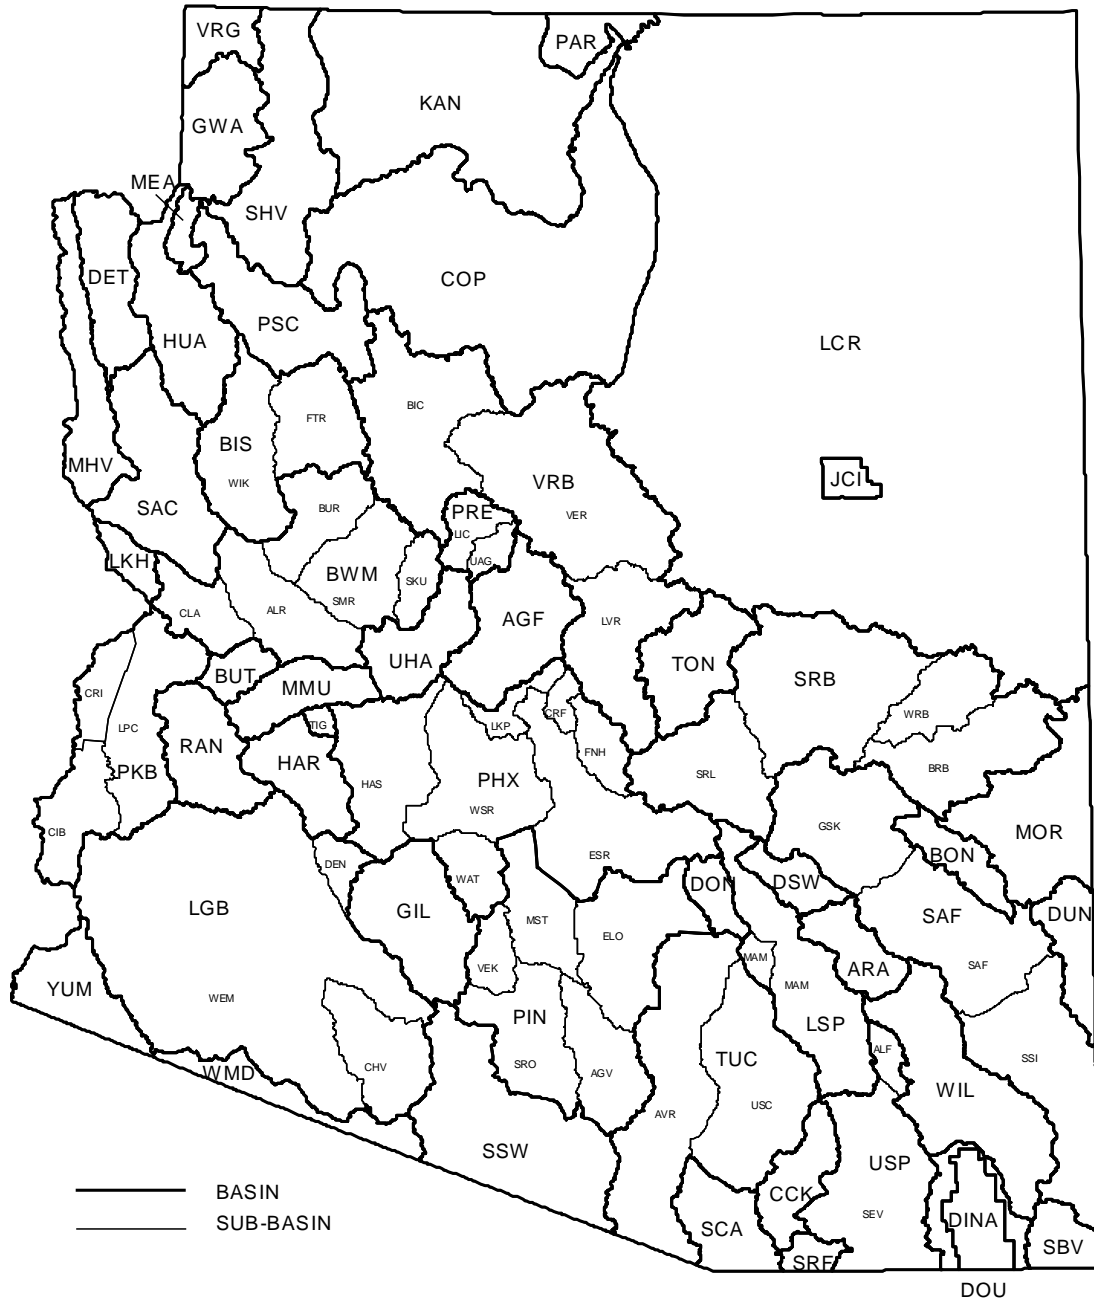 VRG
PAR
KAN
GWA
MEA
SHV
DET
COP
PSC
HUA
LCR
BIC
FTR
BIS
MHV
WIK
VRB
JCI
SAC
BUR
PRE
VER
LIC
LKH
UAG
BWM
SKU
SMR
CLA
ALR
AGF
LVR
UHA
TON
BUT
MMU
SRB
CRI
LPC
TIG
LKP
CRF
WRB
RAN
FNH
HAR
PKB
HAS
PHX
SRL
BRB
WSR
GSK
CIB
MOR
ESR
BON
DEN
WAT
DON
DSW
LGB
GIL
MST
SAF
DUN
ELO
MAM
VEK
ARA
SAF
YUM
WEM
MAM
PIN
LSP
ALF
SSI
WMD
CHV
SRO
AGV
TUC
WIL
AVR
USC
SSW
USP
BASIN
CCK
SUB-BASIN
SEV
DINA
SCA
SBV
SRF
DOU